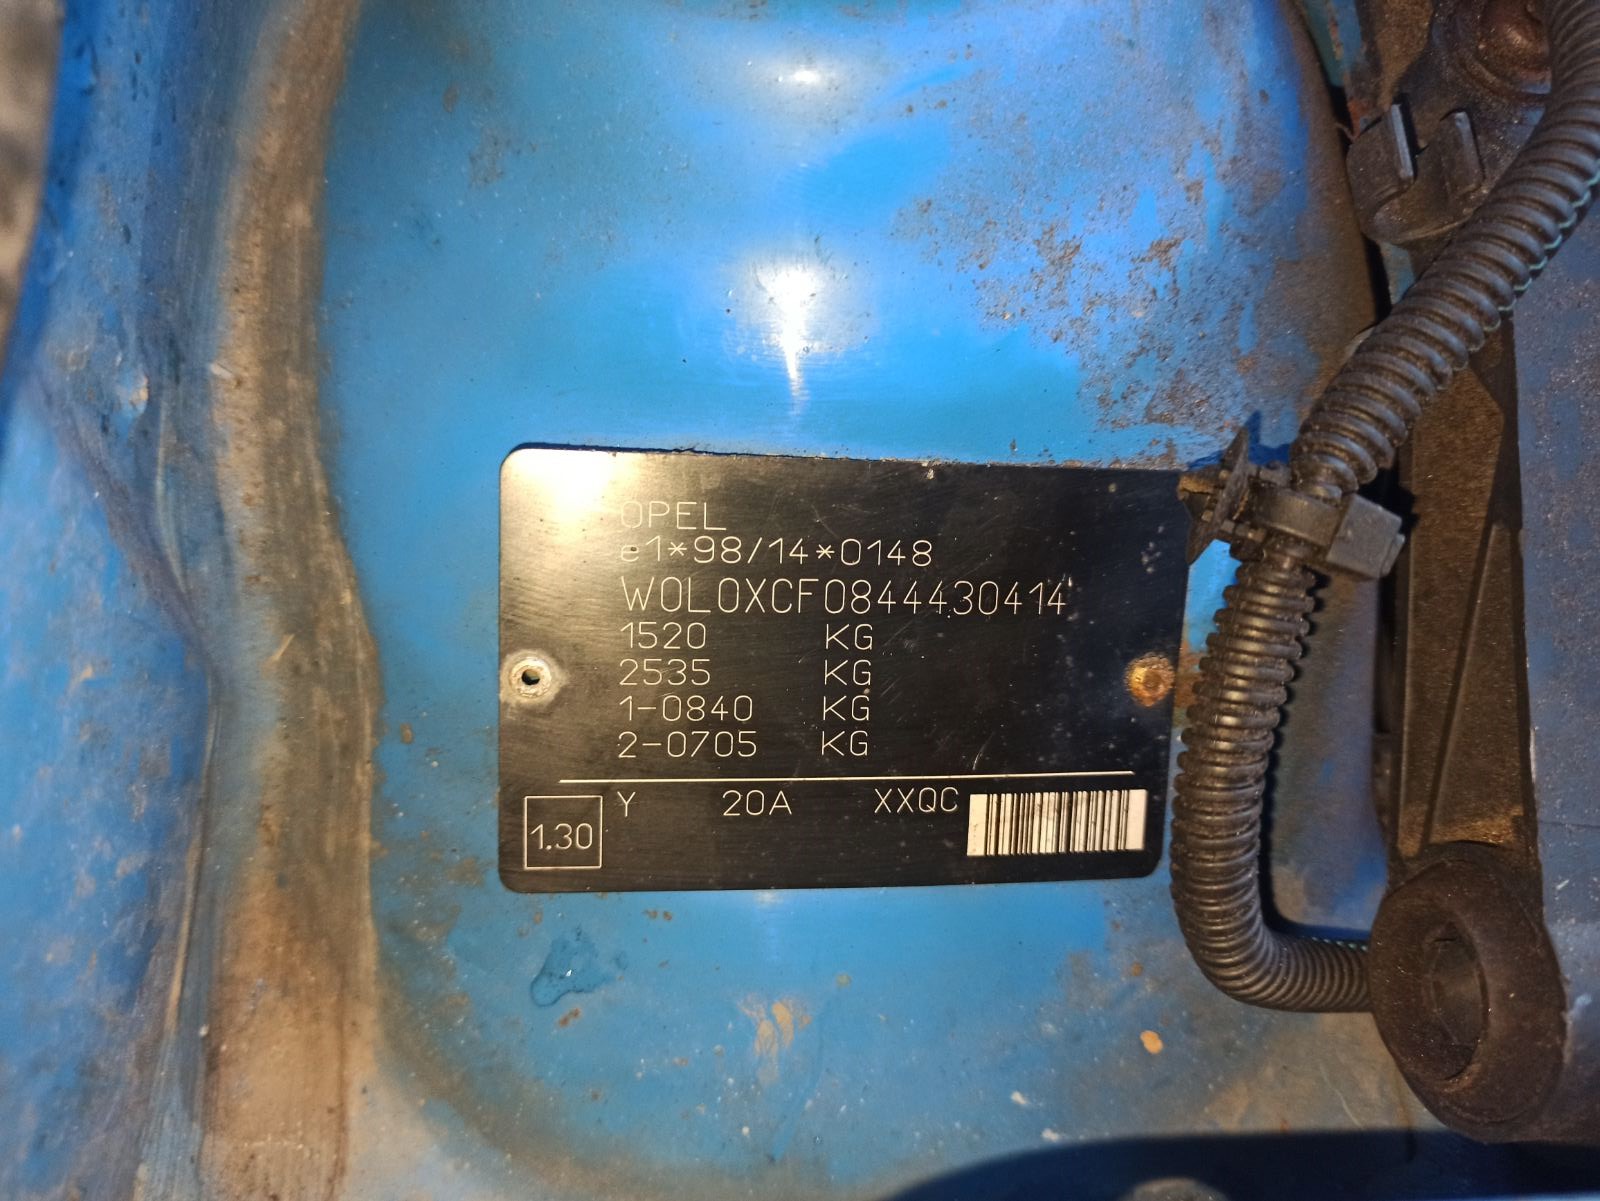 OPEL
e1*98/14*0148
W0L0XCF0844430414
1520 KG
2535 KG
1-0840 KG
2-0705 KG
Y 20A XXQC
1.30